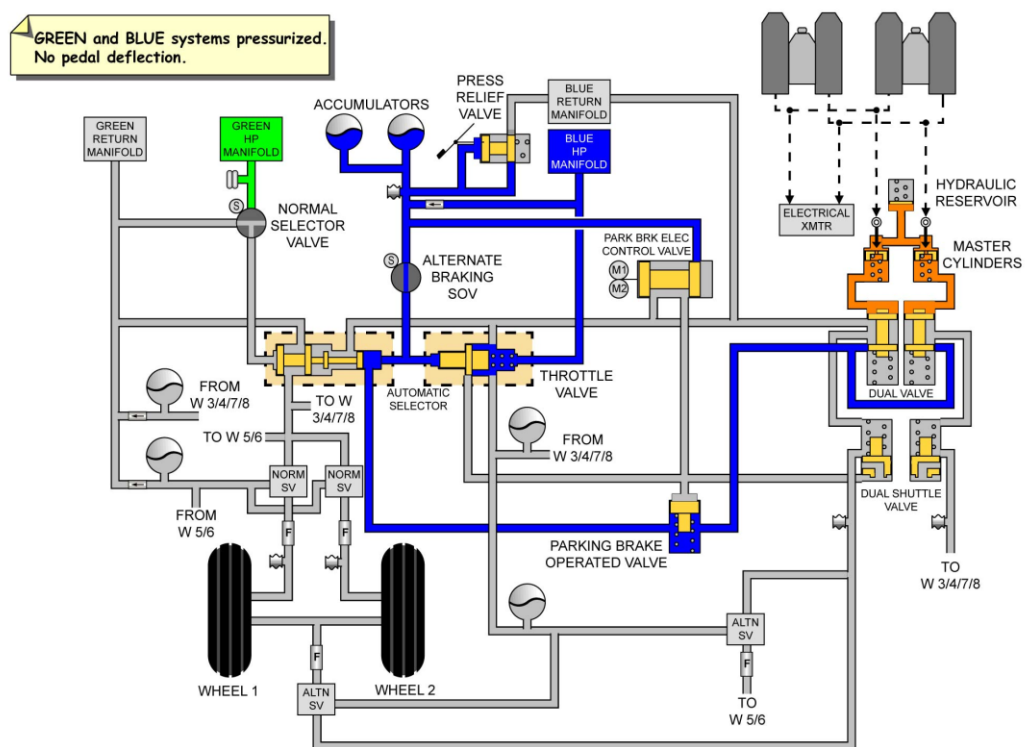 GREEN and BLUE systems pressurized.
No pedal deflection.
PRESS
RELIEF
VALVE
ACCUMULATORS
BLUE
RETURN
MANIFOLD
GREEN
RETURN
MANIFOLD
GREEN
HP
MANIFOLD
BLUE
HP
MANIFOLD
HYDRAULIC
RESERVOIR
ELECTRICAL
XMTR
S
NORMAL
SELECTOR
VALVE
PARK BRK ELEC
CONTROL VALVE
MASTER
CYLINDERS
S
ALTERNATE
BRAKING
SOV
M1
M2
FROM
W 3/4/7/8
TO W
3/4/7/8
AUTOMATIC
SELECTOR
THROTTLE
VALVE
DUAL VALVE
TO W 5/6
FROM
W 3/4/7/8
NORM
SV
NORM
SV
DUAL SHUTTLE
VALVE
FROM
W 5/6
F
F
PARKING BRAKE
OPERATED VALVE
TO
W 3/4/7/8
ALTN
SV
F
F
WHEEL 1
ALTN
SV
WHEEL 2
TO
W 5/6